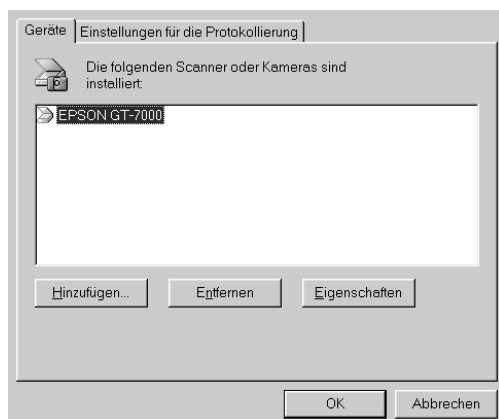 Geräte
Einstellungen für die Protokollierung
Die folgenden Scanner oder Kameras sind
installiert:
EPSON GT-7000
Hinzufügen...
Entfernen
Eigenschaften
OK
Abbrechen